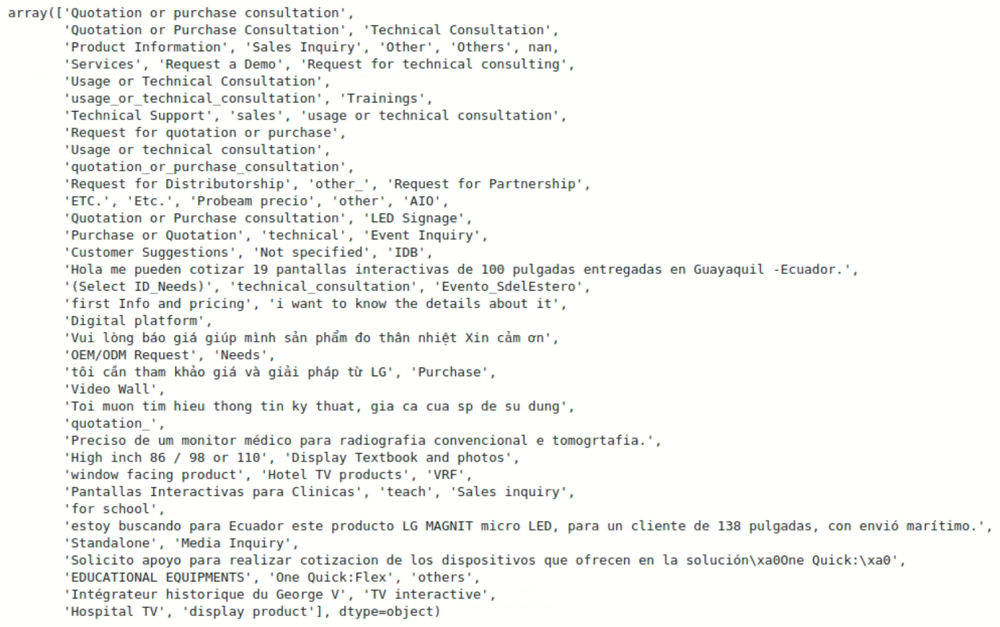 array(['Quotation or purchase consultation',
'Quotation or Purchase Consultation', 'Technical Consultation',
'Product Information', 'Sales Inquiry', 'Other', 'Others', nan,
'Services', 'Request a Demo', 'Request for technical consulting',
'Usage or Technical Consultation',
'usage_or_technical_consultation', 'Trainings',
'Technical Support', 'sales', 'usage or technical consultation',
'Request for quotation or purchase',
'Usage or technical consultation',
'quotation_or_purchase_consultation',
'Request for Distributorship', 'other_', 'Request for Partnership',
'ETC.', 'Etc.', 'Probeam precio', 'other', 'AIO',
'Quotation or Purchase consultation', 'LED Signage',
'Purchase or Quotation', 'technical', 'Event Inquiry',
'Customer Suggestions', 'Not specified', 'IDB',
'Hola me pueden cotizar 19 pantallas interactivas de 100 pulgadas entregadas en Guayaquil -Ecuador.',
'(Select ID_Needs)', 'technical_consultation', 'Evento_SdelEstero',
'first Info and pricing', 'i want to know the details about it',
'Digital platform',
'Vui lòng báo giá giúp mình sản phẩm đo thân nhiệt Xin cảm ơn',
'OEM/ODM Request', 'Needs',
'tôi cần tham khảo giá và giải pháp từ LG', 'Purchase',
'Video Wall',
'Toi muon tim hieu thong tin ky thuat, gia ca cua sp de su dung',
'quotation_',
'Preciso de um monitor médico para radiografia convencional e tomogrtafia.',
'High inch 86 / 98 or 110', 'Display Textbook and photos',
'window facing product', 'Hotel TV products', 'VRF',
'Pantallas Interactivas para Clinicas', 'teach', 'Sales inquiry',
'for school',
'estoy buscando para Ecuador este producto LG MAGNIT micro LED, para un cliente de 138 pulgadas, con envió marítimo.',
'Standalone', 'Media Inquiry',
'Solicito apoyo para realizar cotizacion de los dispositivos que ofrecen en la solución\xa0One Quick:\xa0',
'EDUCATIONAL EQUIPMENTS', 'One Quick:Flex', 'others',
'Intégrateur historique du George V', 'TV interactive',
'Hospital TV', 'display product'], dtype=object)